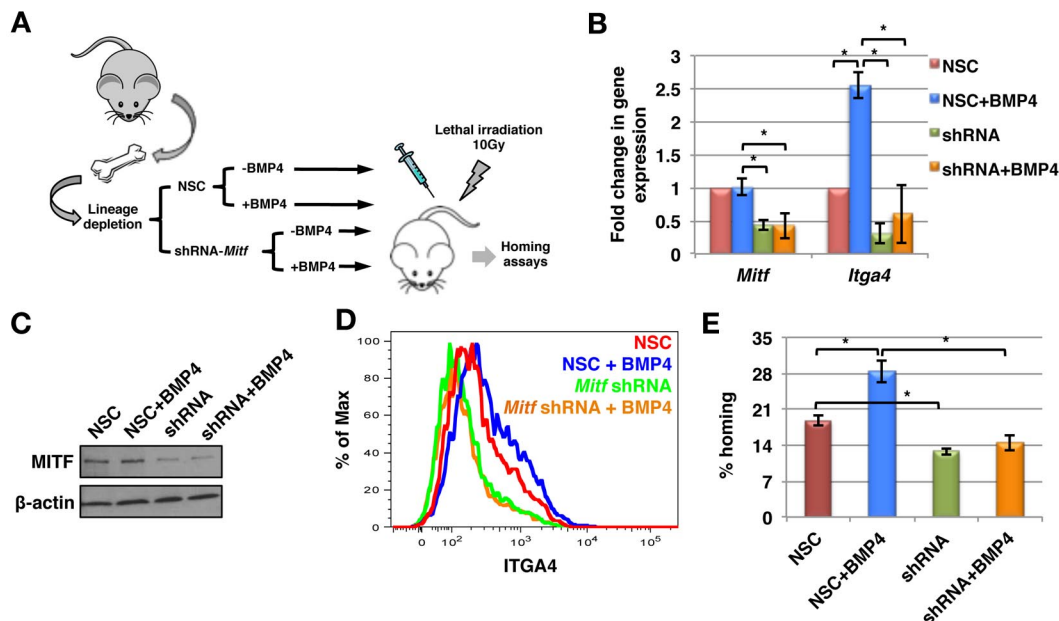 A
Lethal irradiation
10Gy
Lineage
depletion
NSC
-BMP4
+BMP4
shRNA-Mitf
-BMP4
+BMP4
Homing
assays
B
Fold change in gene
expression
3
2.5
2
1.5
1
0.5
0
* * *
*
*
*
Mitf
Itga4
NSC
NSC+BMP4
shRNA
shRNA+BMP4
C
NSC
NSC+BMP4
shRNA
shRNA+BMP4
MITF
β-actin
D
% of Max
100
80
60
40
20
0
0
10²
10³
10⁴
10⁵
ITGA4
NSC
NSC + BMP4
Mitf shRNA
Mitf shRNA + BMP4
E
% homing
35
28
21
14
7
0
*
*
*
NSC
NSC+BMP4
shRNA
shRNA+BMP4